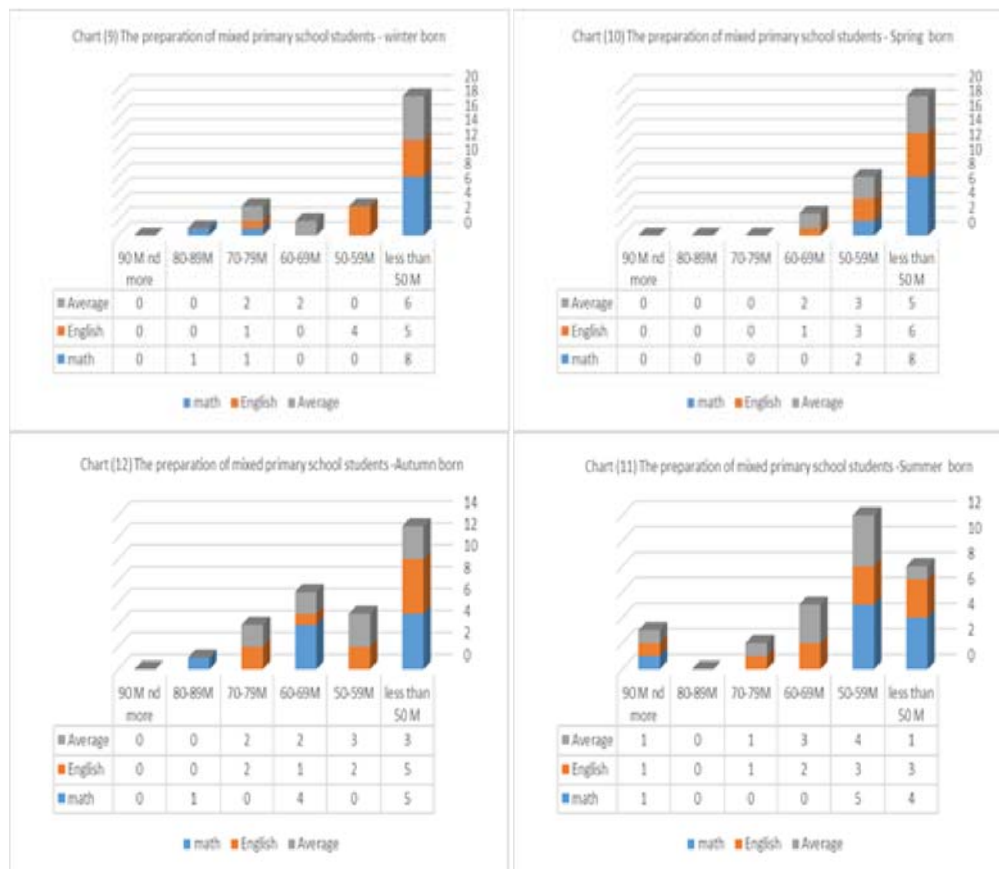 Chart (9) The preparation of mixed primary school students - winter born
20
18
16
14
12
10
8
6
4
2
0
90 M nd more 80-89M 70-79M 60-69M 50-59M less than 50 M
Average 0 0 2 2 0 6
English 0 0 1 0 4 5
math 0 1 1 0 0 8
math English Average
Chart (10) The preparation of mixed primary school students - Spring born
20
18
16
14
12
10
8
6
4
2
0
90 M nd more 80-89M 70-79M 60-69M 50-59M less than 50 M
Average 0 0 0 2 3 5
English 0 0 0 1 3 6
math 0 0 0 0 2 8
math English Average
Chart (12) The preparation of mixed primary school students -Autumn born
14
12
10
8
6
4
2
0
90 M nd more 80-89M 70-79M 60-69M 50-59M less than 50 M
Average 0 0 2 2 3 3
English 0 0 2 1 2 5
math 0 1 0 4 0 5
math English Average
Chart (11) The preparation of mixed primary school students -Summer born
12
10
8
6
4
2
0
90 M nd more 80-89M 70-79M 60-69M 50-59M less than 50 M
Average 1 0 1 3 4 1
English 1 0 1 2 3 3
math 1 0 0 0 5 4
math English Average